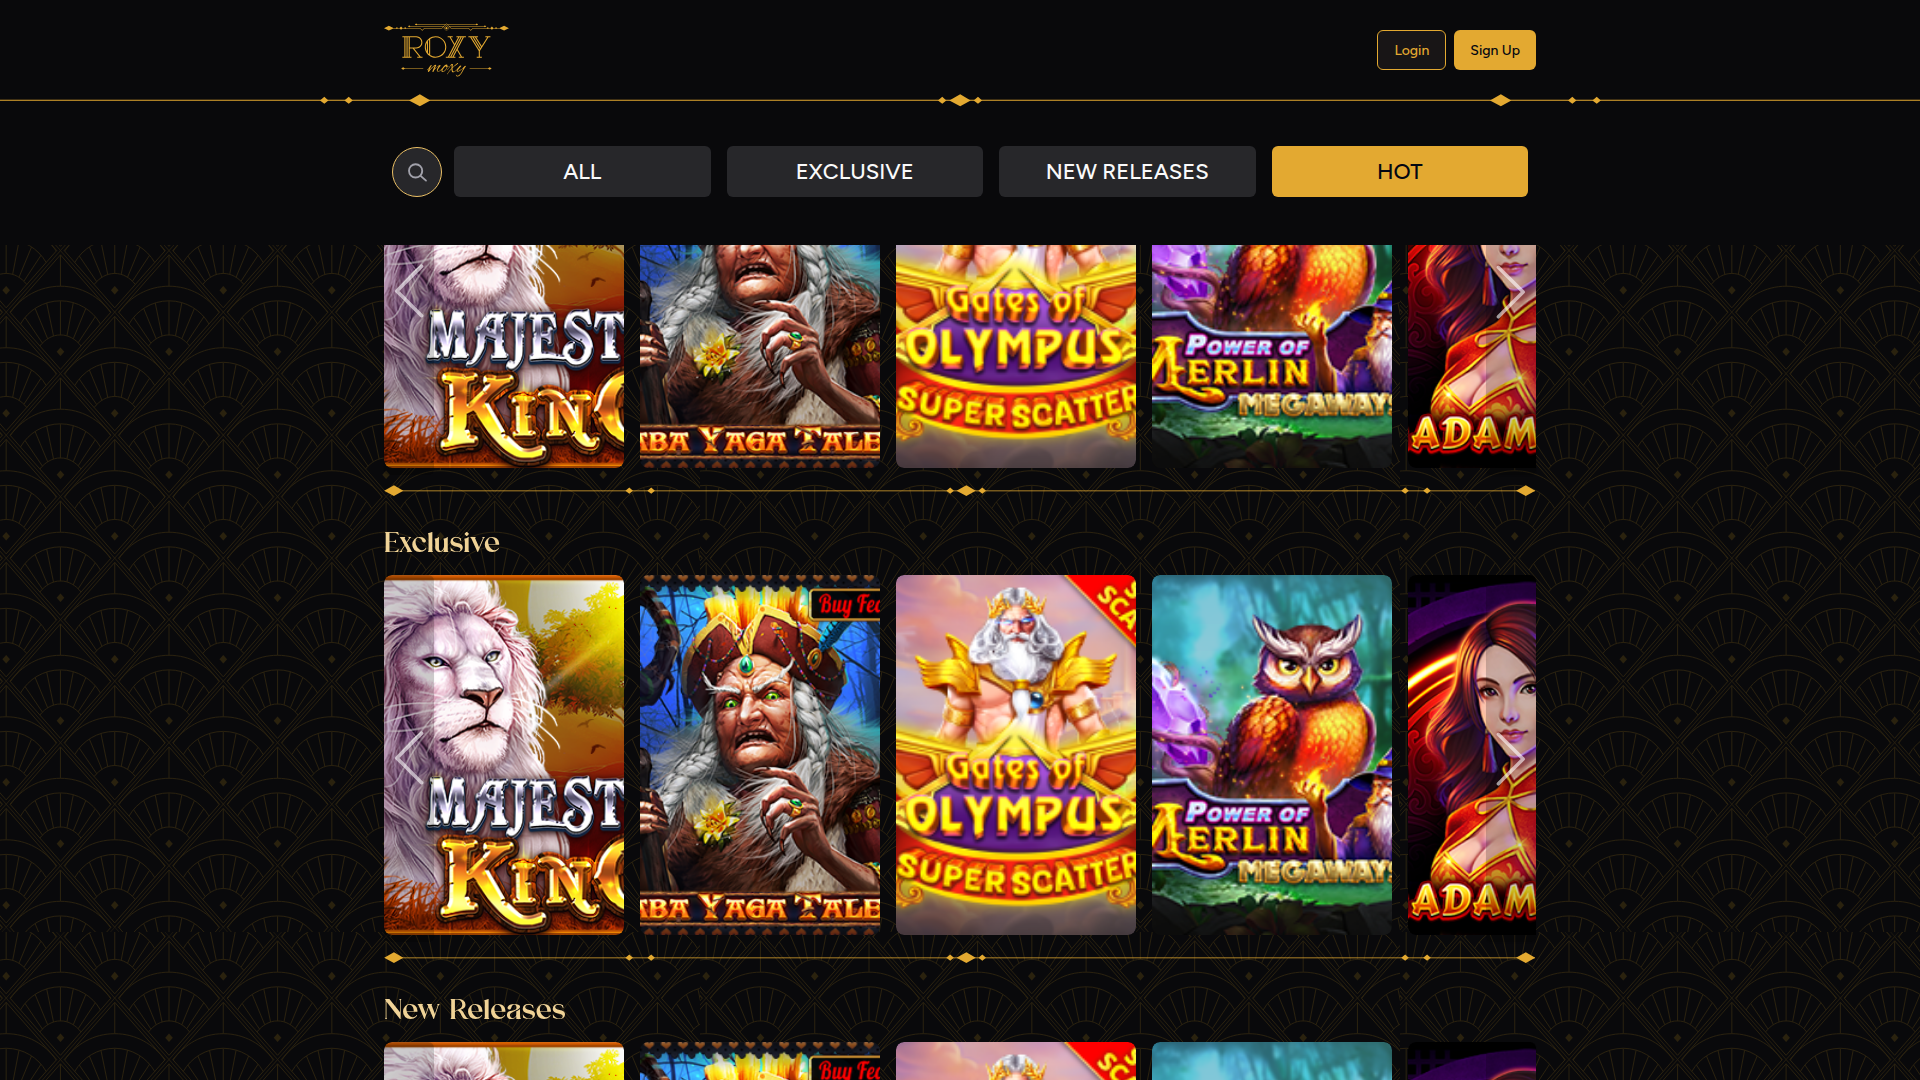 ROXY
moxy
Login
Sign Up
ALL
EXCLUSIVE
NEW RELEASES
HOT
MAJEST
KING
BA YAGA TALE
Gates of
OLYMPUS
SUPER SCATTER
POWER OF
MERLIN
MEGAWAYS
ADAM
Exclusive
Buy Fea
SCA
MAJEST
KING
BA YAGA TALE
Gates of
OLYMPUS
SUPER SCATTER
POWER OF
MERLIN
MEGAWAYS
ADAM
New Releases
Buy Fea
SC